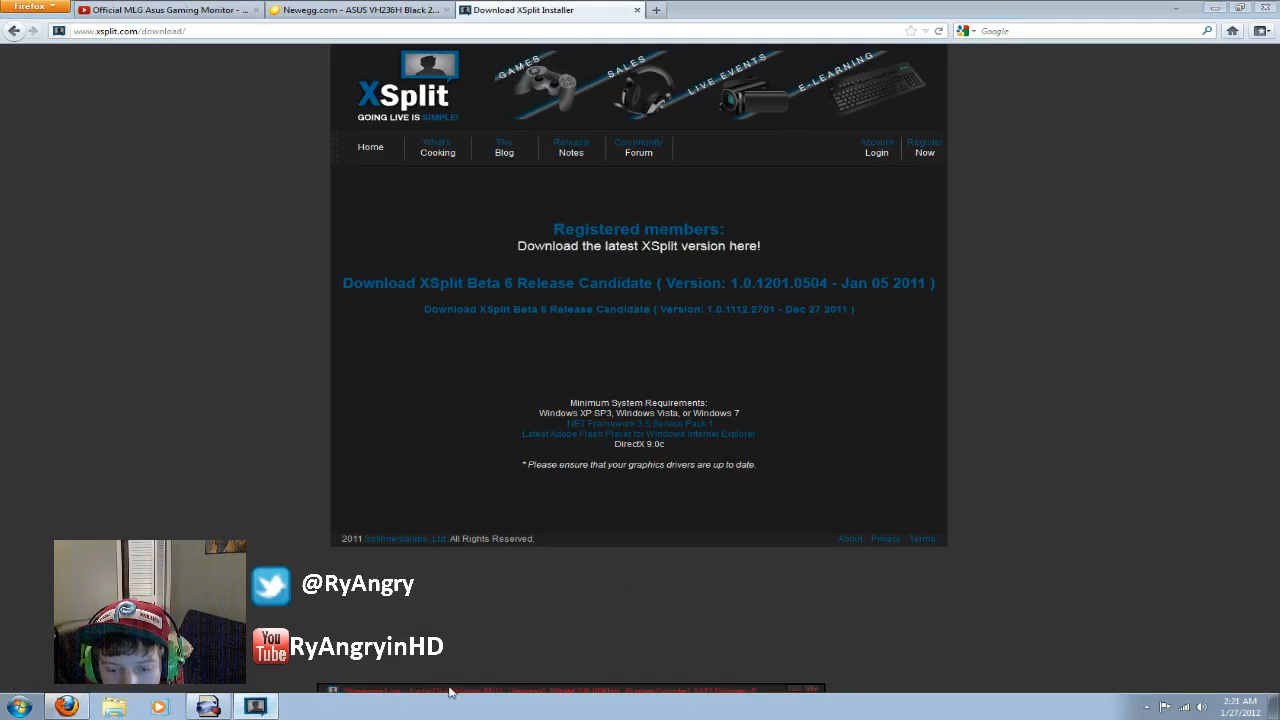 Firefox
Official MLG Asus Gaming Monitor - ...
Newegg.com - ASUS VH236H Black 2...
Download XSplit Installer
www.xsplit.com/download/
Google
XSplit
GOING LIVE IS SIMPLE!
GAMES
SALES
LIVE EVENTS
E-LEARNING
Home
What's Cooking
The Blog
Release Notes
Community Forum
Account Login
Register Now
Registered members:
Download the latest XSplit version here!
Download XSplit Beta 6 Release Candidate ( Version: 1.0.1201.0504 - Jan 05 2011 )
Download XSplit Beta 6 Release Candidate ( Version: 1.0.1112.2701 - Dec 27 2011 )
Minimum System Requirements:
Windows XP SP3, Windows Vista, or Windows 7
.NET Framework 3.5 Service Pack 1
Latest Adobe Flash Player for Windows Internet Explorer
DirectX 9.0c
* Please ensure that your graphics drivers are up to date.
2011 Splitmedialabs, Ltd. All Rights Reserved.
About
Privacy
Terms
@RyAngry
You Tube
RyAngryinHD
2:21 AM
1/27/2012